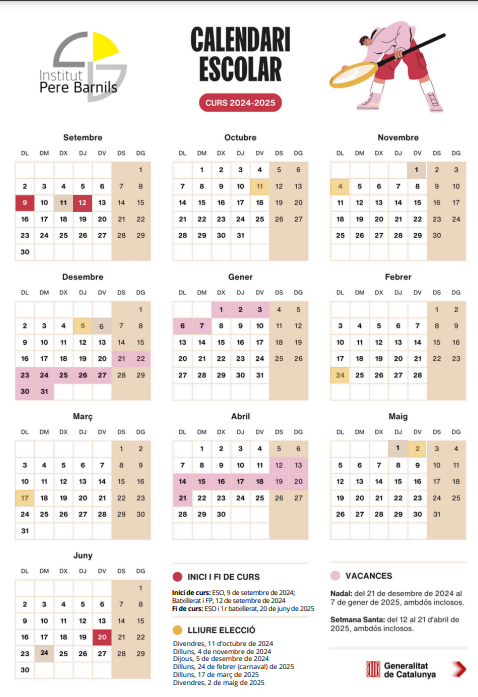 Institut
Pere Barnils
CALENDARI
ESCOLAR
CURS 2024-2025
Setembre
DL DM DX DJ DV DS DG
1
2 3 4 5 6 7 8
9 10 11 12 13 14 15
16 17 18 19 20 21 22
23 24 25 26 27 28 29
30
Octubre
DL DM DX DJ DV DS DG
1 2 3 4 5 6
7 8 9 10 11 12 13
14 15 16 17 18 19 20
21 22 23 24 25 26 27
28 29 30 31
Novembre
DL DM DX DJ DV DS DG
1 2 3
4 5 6 7 8 9 10
11 12 13 14 15 16 17
18 19 20 21 22 23 24
25 26 27 28 29 30
Desembre
DL DM DX DJ DV DS DG
1
2 3 4 5 6 7 8
9 10 11 12 13 14 15
16 17 18 19 20 21 22
23 24 25 26 27 28 29
30 31
Gener
DL DM DX DJ DV DS DG
1 2 3 4 5
6 7 8 9 10 11 12
13 14 15 16 17 18 19
20 21 22 23 24 25 26
27 28 29 30 31
Febrer
DL DM DX DJ DV DS DG
1 2
3 4 5 6 7 8 9
10 11 12 13 14 15 16
17 18 19 20 21 22 23
24 25 26 27 28
Març
DL DM DX DJ DV DS DG
1 2
3 4 5 6 7 8 9
10 11 12 13 14 15 16
17 18 19 20 21 22 23
24 25 26 27 28 29 30
31
Abril
DL DM DX DJ DV DS DG
1 2 3 4 5 6
7 8 9 10 11 12 13
14 15 16 17 18 19 20
21 22 23 24 25 26 27
28 29 30
Maig
DL DM DX DJ DV DS DG
1 2 3 4
5 6 7 8 9 10 11
12 13 14 15 16 17 18
19 20 21 22 23 24 25
26 27 28 29 30 31
Juny
DL DM DX DJ DV DS DG
1
2 3 4 5 6 7 8
9 10 11 12 13 14 15
16 17 18 19 20 21 22
23 24 25 26 27 28 29
30
INICI I FI DE CURS
Inici de curs: ESO, 9 de setembre de 2024;
Batxillerat i FP, 12 de setembre de 2024
Fi de curs: ESO i 1r batxillerat, 20 de juny de 2025
LLIURE ELECCIÓ
Divendres, 11 d'octubre de 2024
Dilluns, 4 de novembre de 2024
Dijous, 5 de desembre de 2024
Dilluns, 24 de febrer (carnaval) de 2025
Dilluns, 17 de març de 2025
Divendres, 2 de maig de 2025
VACANCES
Nadal: del 21 de desembre de 2024 al
7 de gener de 2025, ambdós inclosos.
Setmana Santa: del 12 al 21 d'abril de
2025, ambdós inclosos.
Generalitat
de Catalunya